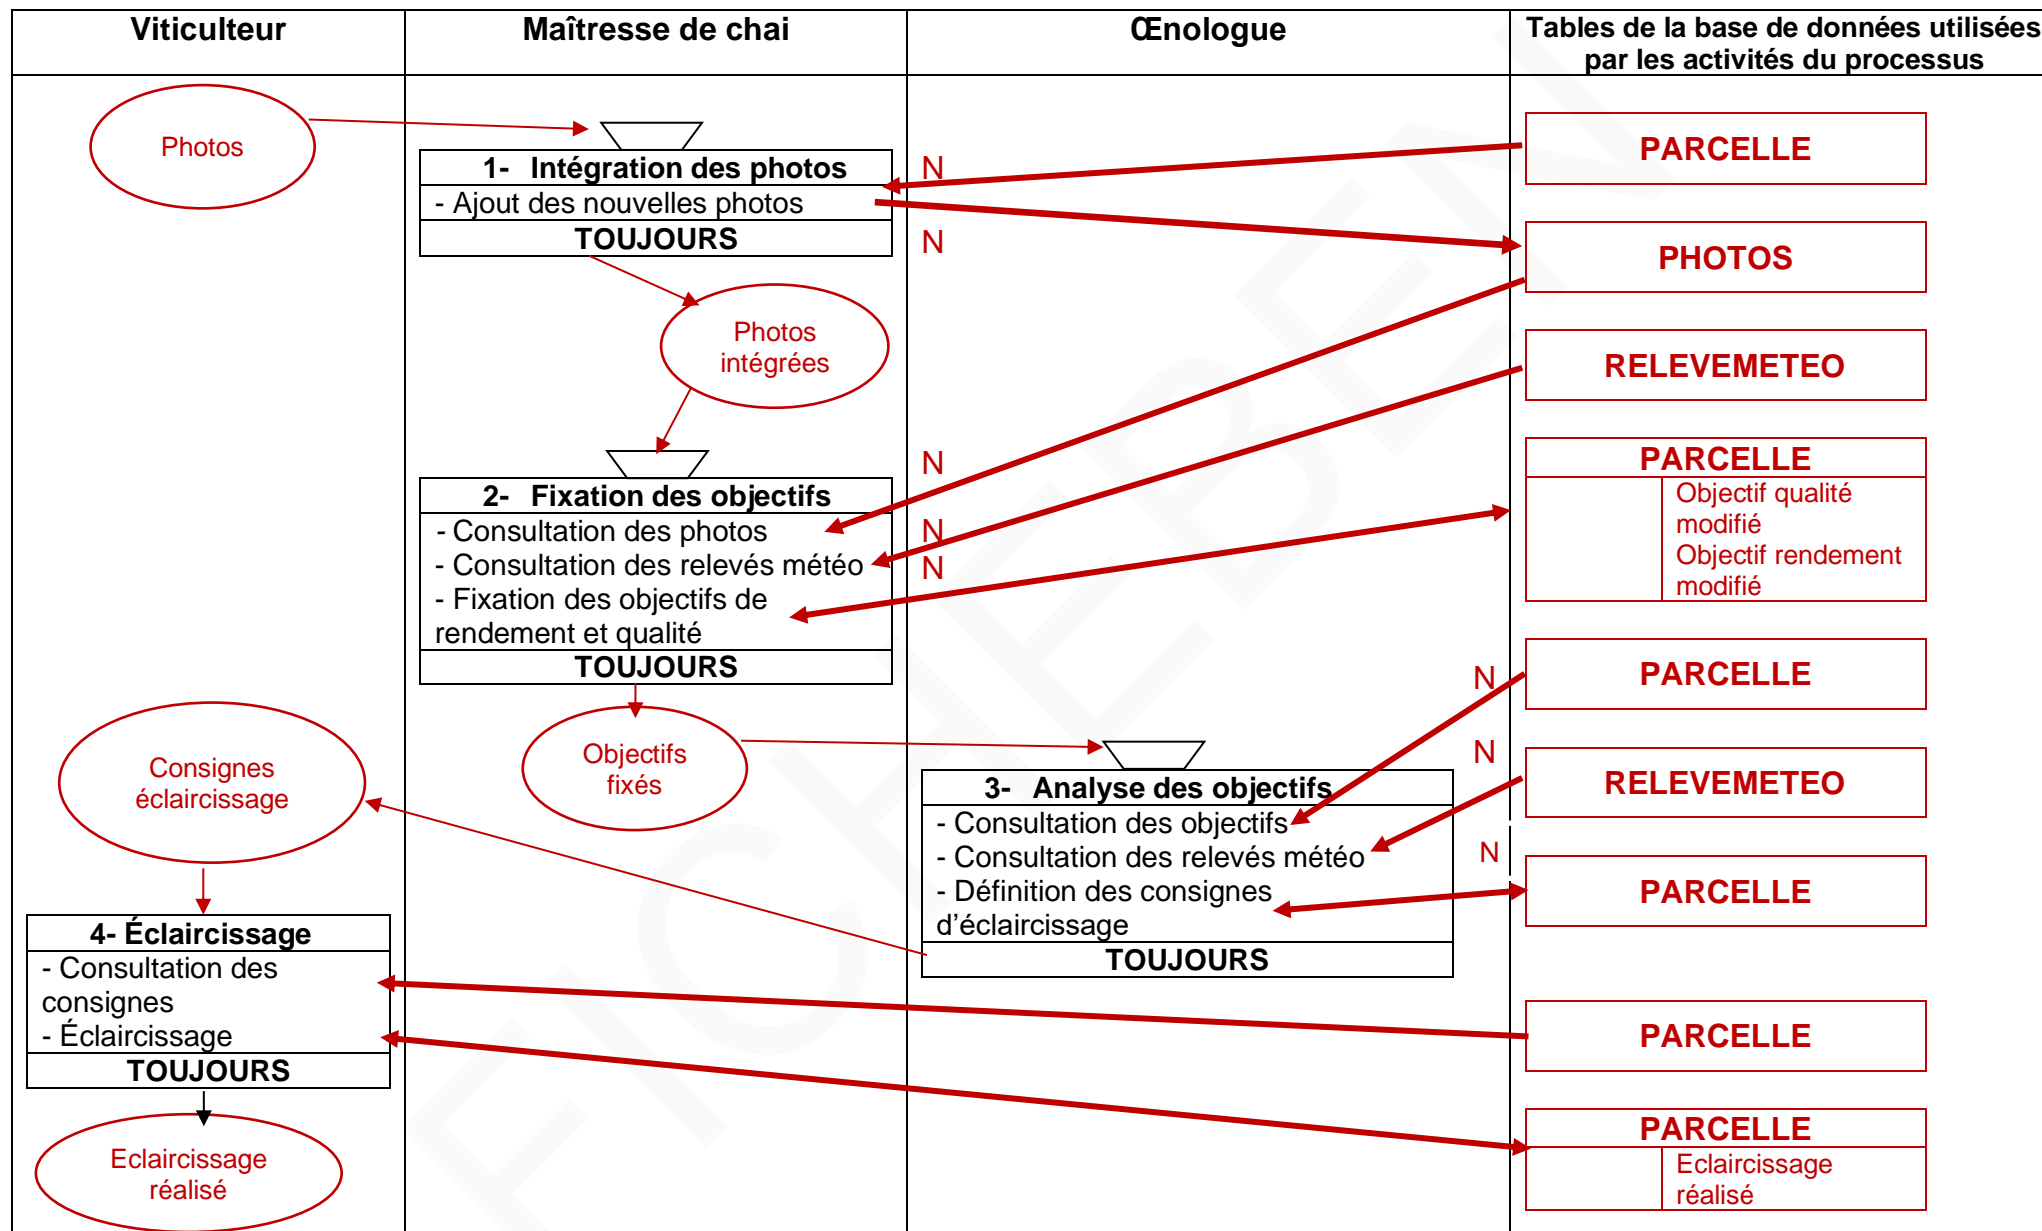 Viticulteur
Maîtresse de chai
Œnologue
Tables de la base de données utilisées
par les activités du processus
Photos
1- Intégration des photos
- Ajout des nouvelles photos
TOUJOURS
N
N
PARCELLE
PHOTOS
Photos
intégrées
RELEVEMETEO
N
2- Fixation des objectifs
- Consultation des photos
- Consultation des relevés météo
- Fixation des objectifs de
rendement et qualité
TOUJOURS
N
N
PARCELLE
Objectif qualité
modifié
Objectif rendement
modifié
Objectifs
fixés
N
PARCELLE
N
RELEVEMETEO
3- Analyse des objectifs
- Consultation des objectifs
- Consultation des relevés météo
- Définition des consignes
d’éclaircissage
TOUJOURS
N
PARCELLE
Consignes
éclaircissage
4- Éclaircissage
- Consultation des
consignes
- Éclaircissage
TOUJOURS
PARCELLE
Eclaircissage
réalisé
PARCELLE
Eclaircissage
réalisé